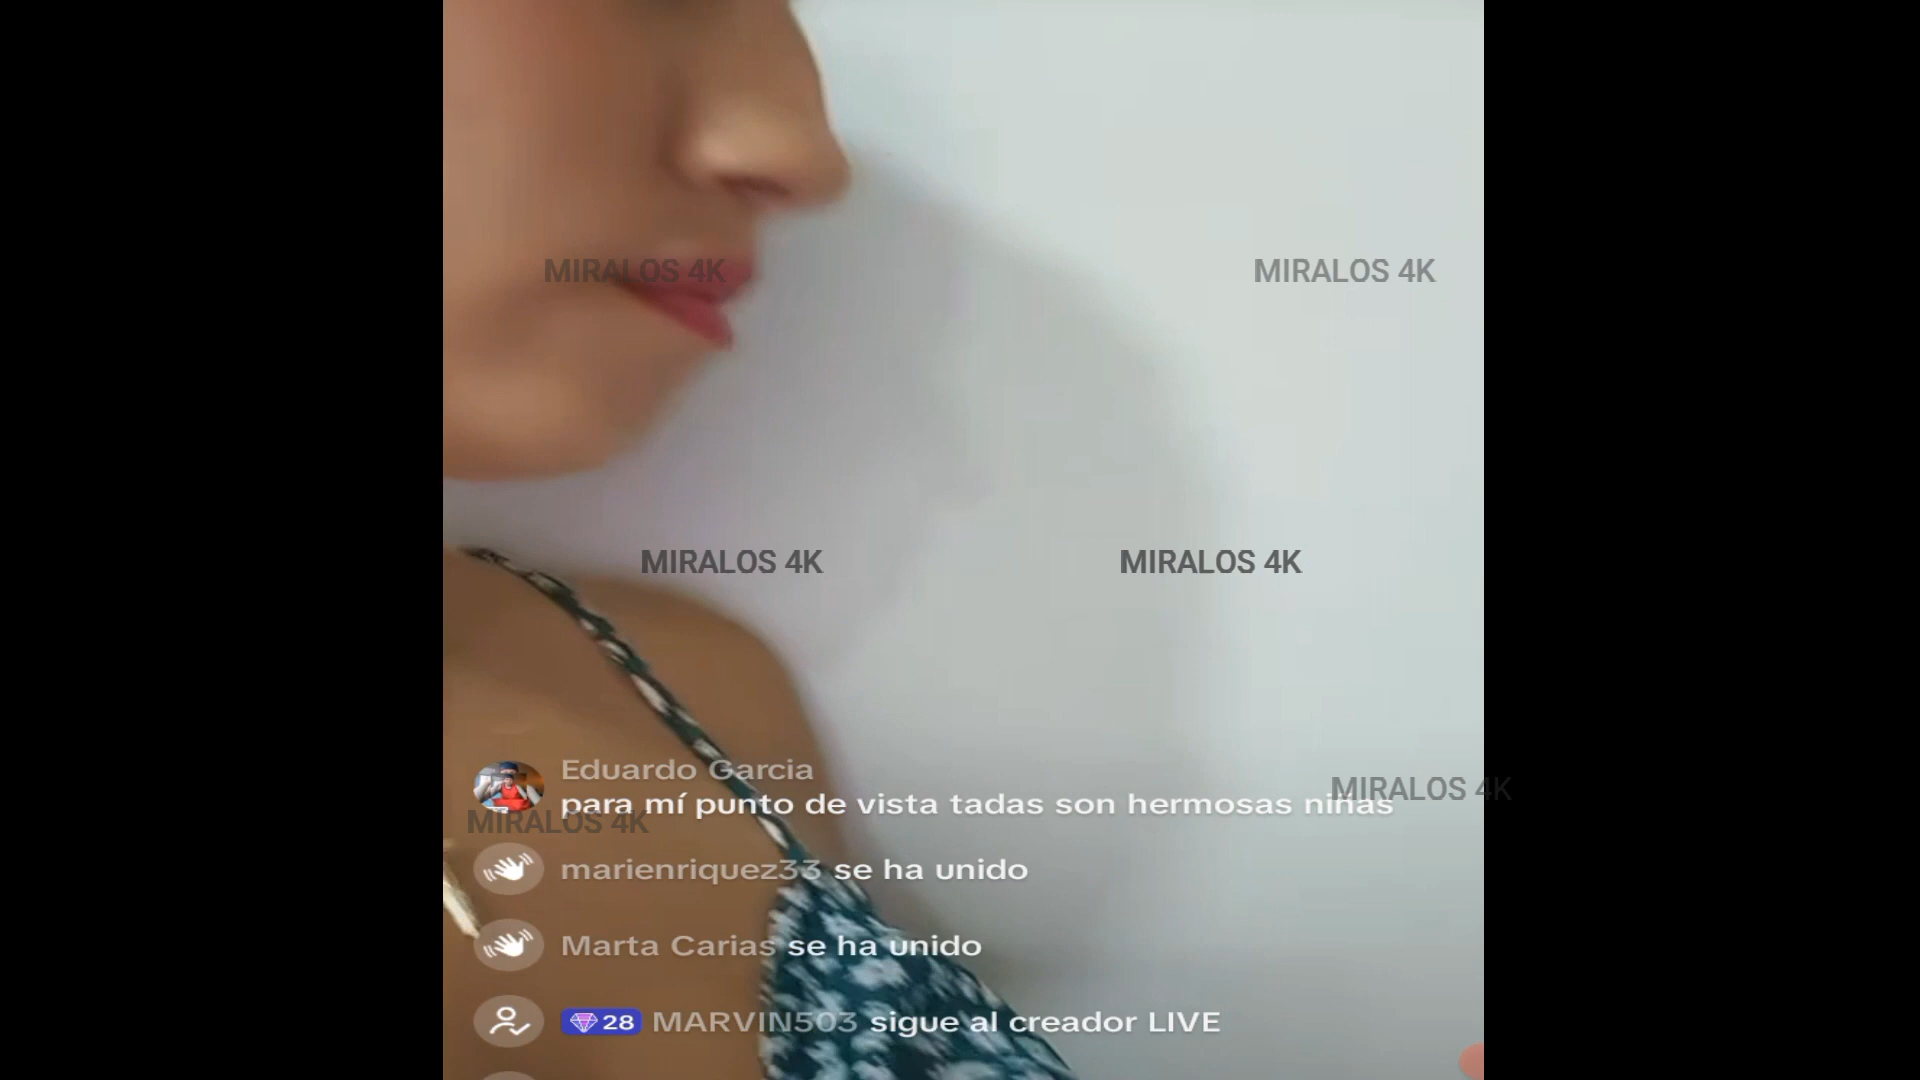 MIRALOS 4K
MIRALOS 4K
MIRALOS 4K
MIRALOS 4K
Eduardo Garcia
para mí punto de vista tadas son hermosas niñas
MIRALOS 4K
MIRALOS 4K
marienriquez33 se ha unido
Marta Carias se ha unido
28 MARVIN503 sigue al creador LIVE